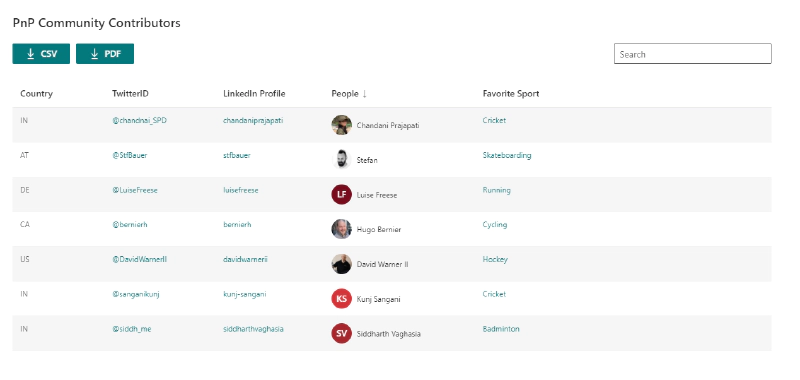 PnP Community Contributors
CSV PDF Search
Country TwitterID LinkedIn Profile People ↓ Favorite Sport
IN @chandnai_SPD chandaniprajapati Chandani Prajapati Cricket
AT @StfBauer stfbauer Stefan Skateboarding
DE @LuiseFreese luisefreese LF Luise Freese Running
CA @bernierh bernierh Hugo Bernier Cycling
US @DavidWarnerII davidwarnerii David Warner II Hockey
IN @sanganikunj kunj-sangani KS Kunj Sangani Cricket
IN @siddh_me siddharthvaghasia SV Siddharth Vaghasia Badminton